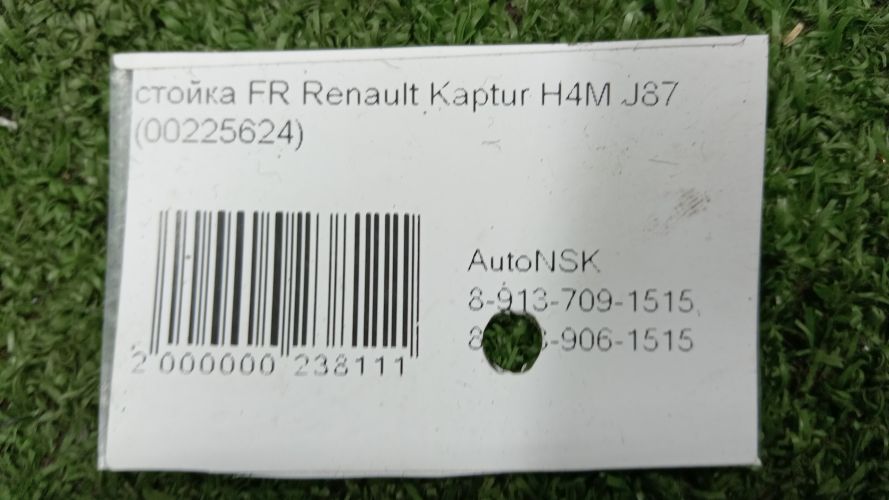 стойка FR Renault Kaptur H4M J87
(00225624)
AutoNSK
8-913-709-1515
-906-1515
2 000000 238111